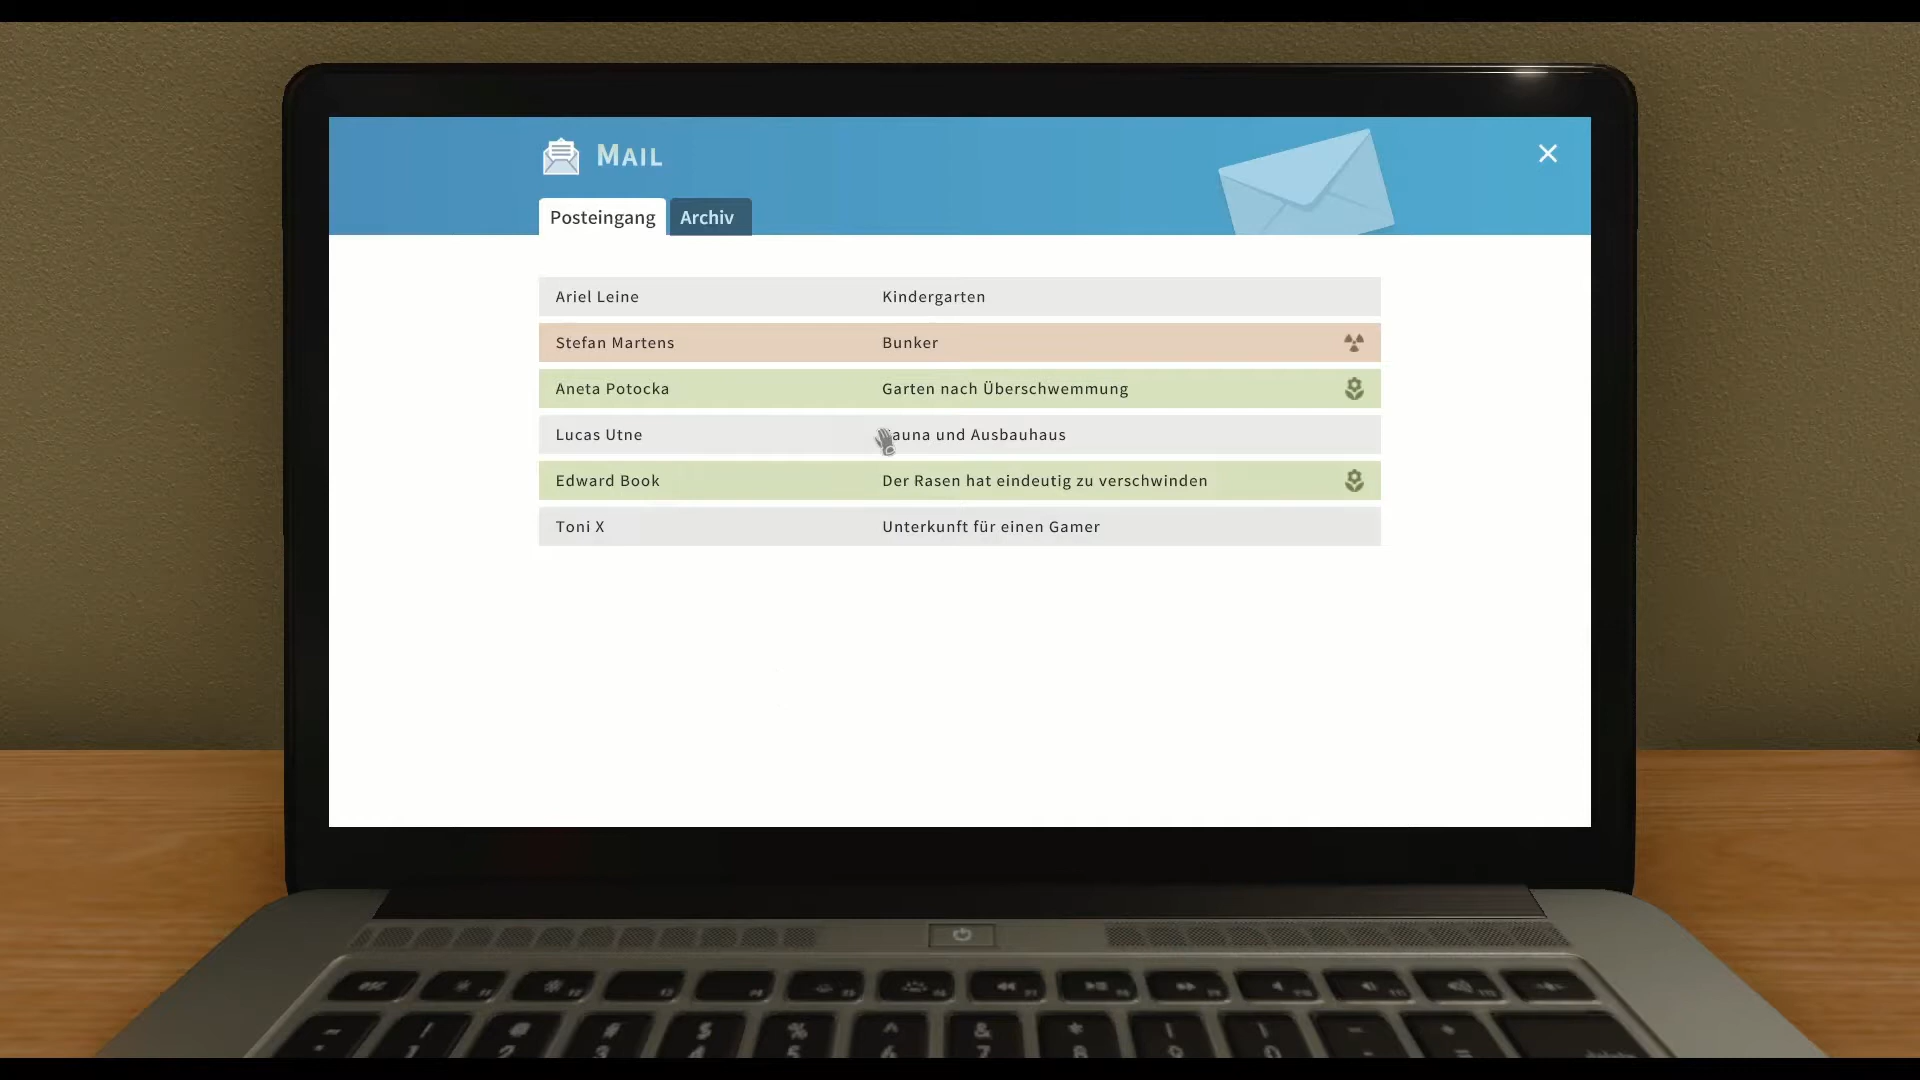 MAIL
Posteingang Archiv
Ariel Leine Kindergarten
Stefan Martens Bunker
Aneta Potocka Garten nach Überschwemmung
Lucas Utne auna und Ausbauhaus
Edward Book Der Rasen hat eindeutig zu verschwinden
Toni X Unterkunft für einen Gamer
esc